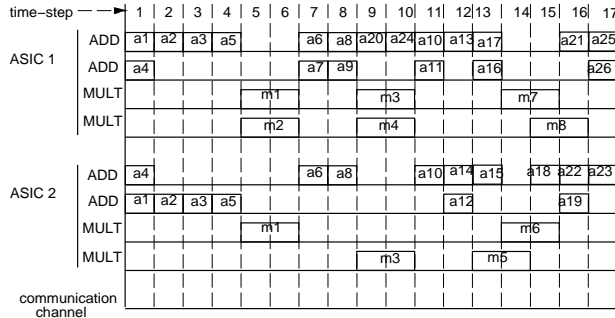 time-step 1 2 3 4 5 6 7 8 9 10 11 12 13 14 15 16 17
ASIC 1
ADD a1 a2 a3 a5 a6 a8 a20 a24 a10 a13 a17 a21 a25
ADD a4 a7 a9 a11 a16 a26
MULT m1 m3 m7
MULT m2 m4 m8
ASIC 2
ADD a4 a6 a8 a10 a14 a15 a18 a22 a23
ADD a1 a2 a3 a5 a12 a19
MULT m1 m6
MULT m3 m5
communication
channel